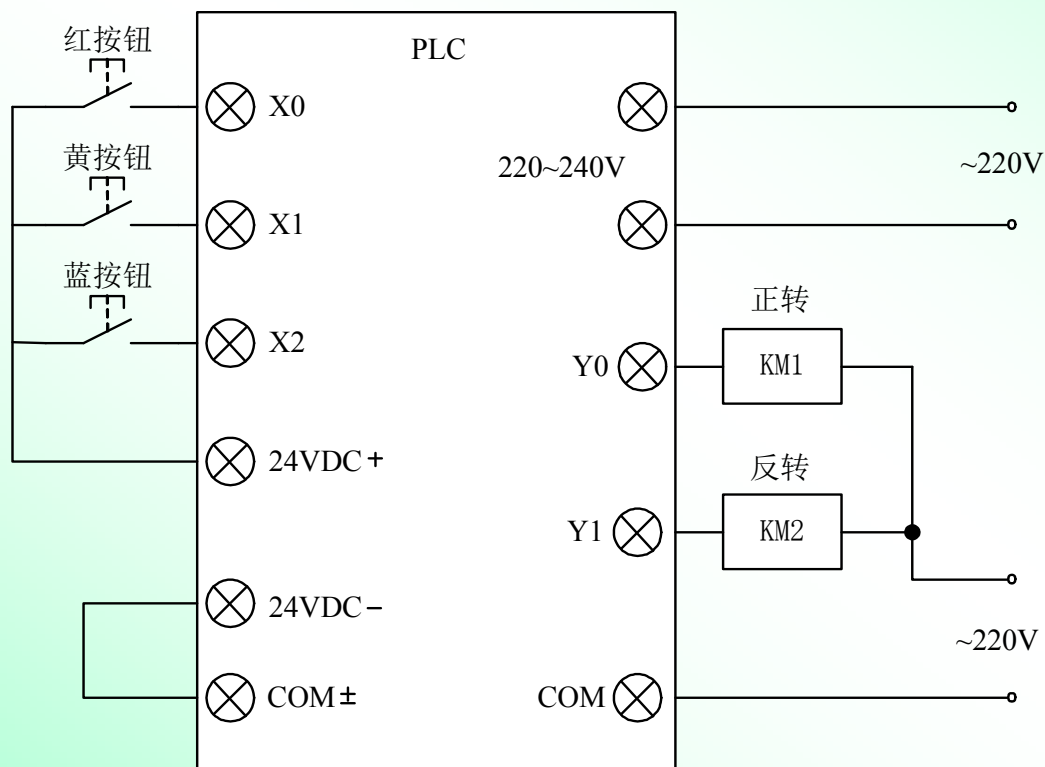 红按钮
PLC
X0
黄按钮
220~240V
~220V
X1
蓝按钮
正转
X2
Y0
KM1
24VDC+
反转
Y1
KM2
24VDC-
~220V
COM±
COM